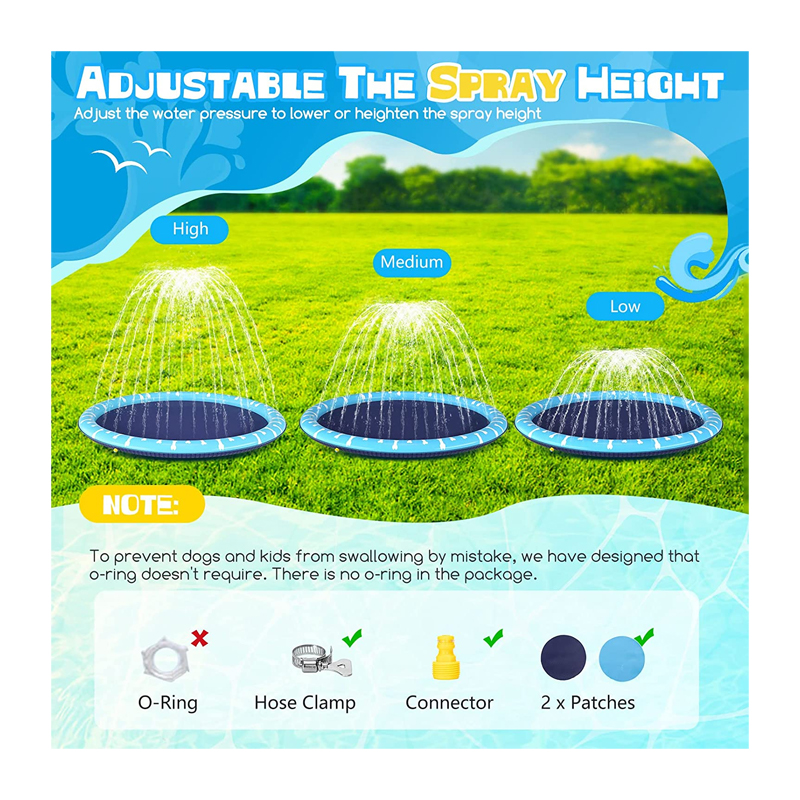 ADJUSTABLE THE SPRAY HEIGHT
Adjust the water pressure to lower or heighten the spray height
High
Medium
Low
NOTE:
To prevent dogs and kids from swallowing by mistake, we have designed that
o-ring doesn't require. There is no o-ring in the package.
O-Ring
Hose Clamp
Connector
2 x Patches